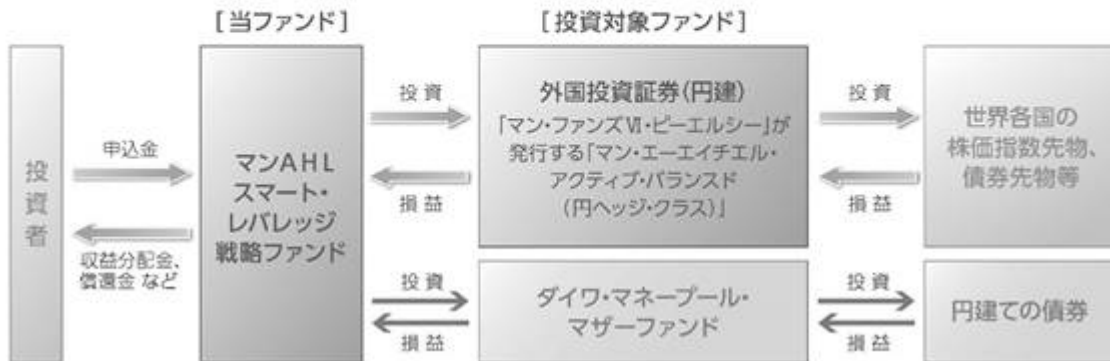 [当ファンド]
[投資対象ファンド]
投資者
申込金
収益分配金、
償還金 など
マンAHL
スマート・
レバレッジ
戦略ファンド
投 資
損 益
外国投資証券(円建)
「マン・ファンズⅥ・ピーエルシー」が
発行する「マン・エーエイチエル・
アクティブ・バランスド
(円ヘッジ・クラス)」
投 資
損 益
世界各国の
株価指数先物、
債券先物等
投 資
損 益
ダイワ・マネープール・
マザーファンド
投 資
損 益
円建ての債券